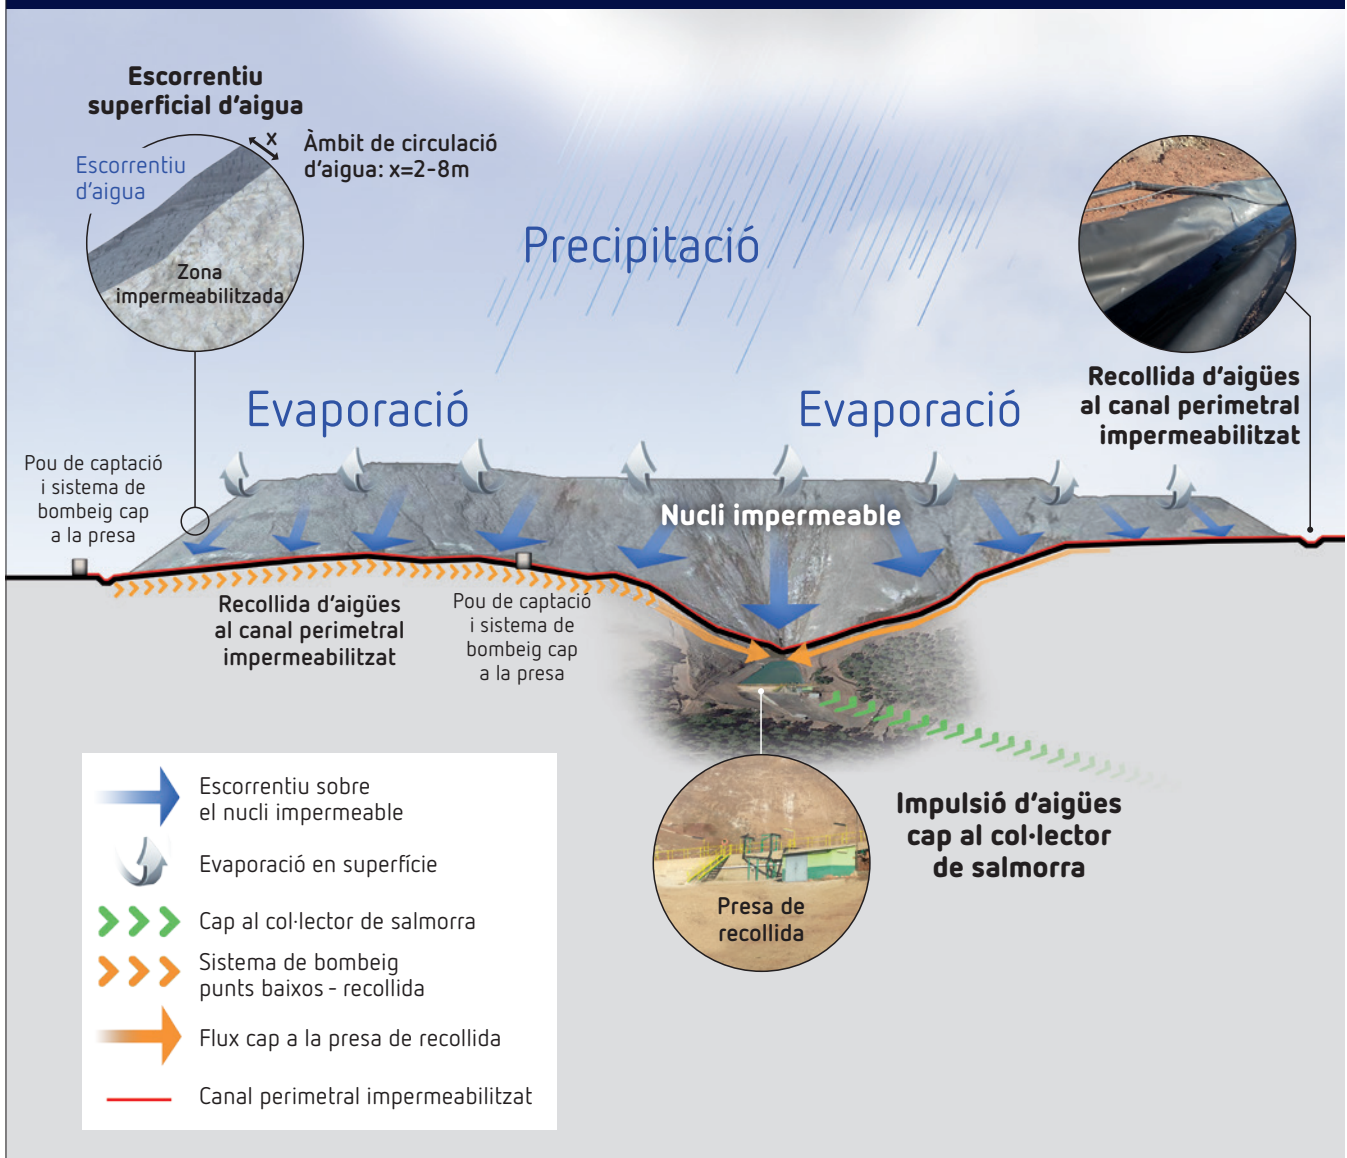 Escorrentiu
superficial d'aigua
x
Àmbit de circulació
d'aigua: x=2-8m
Escorrentiu
d'aigua
Zona
impermeabilitzada
Precipitació
Recollida d'aigües
al canal perimetral
impermeabilitzat
Evaporació
Evaporació
Pou de captació
i sistema de
bombeig cap
a la presa
Nucli impermeable
Recollida d'aigües
al canal perimetral
impermeabilitzat
Pou de captació
i sistema de
bombeig cap
a la presa
Impulsió d'aigües
cap al col·lector
de salmorra
Presa de
recollida
Escorrentiu sobre
el nucli impermeable
Evaporació en superfície
Cap al col·lector de salmorra
Sistema de bombeig
punts baixos - recollida
Flux cap a la presa de recollida
Canal perimetral impermeabilitzat